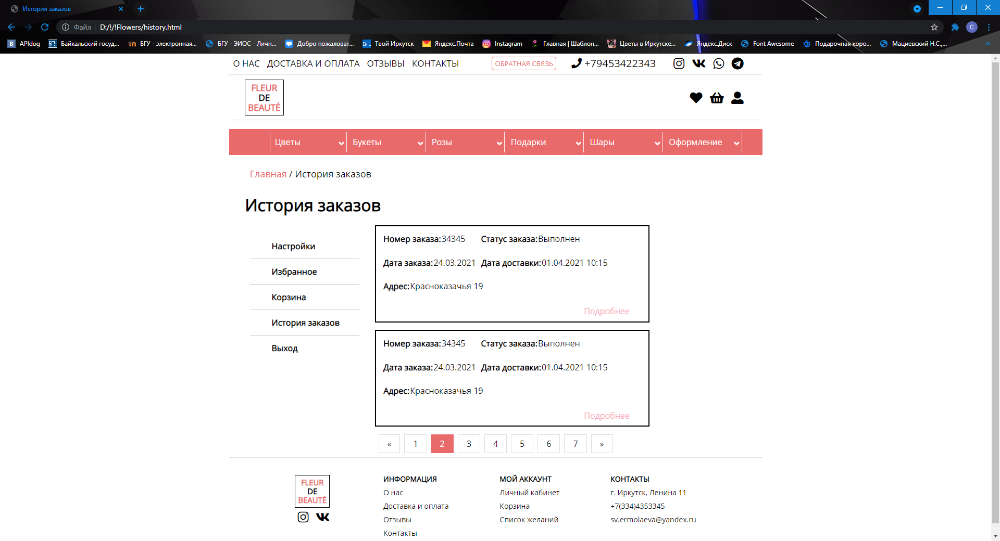 История заказов
Файл D:/!/!Flowers/history.html
C
B APIdog БГУ Байкальский госуд... БГУ - электронная... БГУ - ЭИОС - Личн... Добро пожаловат... IRK Твой Иркутск Яндекс.Почта Instagram Главная | Шаблон... Цветы в Иркутске... Яндекс.Диск Font Awesome Подарочная коро... Мациевский Н.С.,... »
О НАС ДОСТАВКА И ОПЛАТА ОТЗЫВЫ КОНТАКТЫ ОБРАТНАЯ СВЯЗЬ +79453422343
FLEUR
DE
BEAUTÉ
Цветы Букеты Розы Подарки Шары Оформление
Главная / История заказов
История заказов
Настройки
Избранное
Корзина
История заказов
Выход
Номер заказа:34345 Статус заказа:Выполнен
Дата заказа:24.03.2021 Дата доставки:01.04.2021 10:15
Адрес:Красноказачья 19
Подробнее
Номер заказа:34345 Статус заказа:Выполнен
Дата заказа:24.03.2021 Дата доставки:01.04.2021 10:15
Адрес:Красноказачья 19
Подробнее
« 1 2 3 4 5 6 7 »
FLEUR
DE
BEAUTÉ
ИНФОРМАЦИЯ
О нас
Доставка и оплата
Отзывы
Контакты
МОЙ АККАУНТ
Личный кабинет
Корзина
Список желаний
КОНТАКТЫ
г. Иркутск, Ленина 11
+7(334)4353345
sv.ermolaeva@yandex.ru